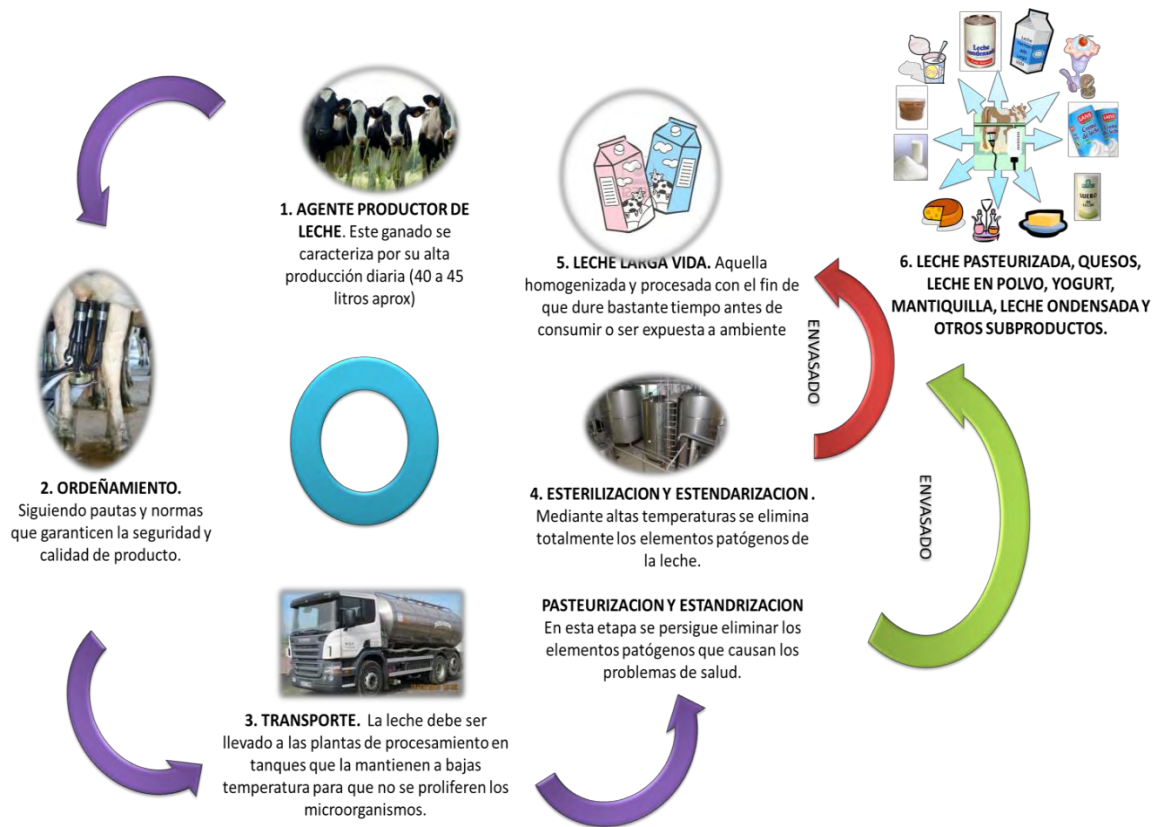 1. AGENTE PRODUCTOR DE
LECHE. Este ganado se
caracteriza por su alta
producción diaria (40 a 45
litros aprox)
2. ORDEÑAMIENTO.
Siguiendo pautas y normas
que garanticen la seguridad y
calidad de producto.
3. TRANSPORTE. La leche debe ser
llevado a las plantas de procesamiento en
tanques que la mantienen a bajas
temperatura para que no se proliferen los
microorganismos.
4. ESTERILIZACION Y ESTENDARIZACION .
Mediante altas temperaturas se elimina
totalmente los elementos patógenos de
la leche.
PASTEURIZACION Y ESTANDRIZACION
En esta etapa se persigue eliminar los
elementos patógenos que causan los
problemas de salud.
5. LECHE LARGA VIDA. Aquella
homogenizada y procesada con el fin de
que dure bastante tiempo antes de
consumir o ser expuesta a ambiente
ENVASADO
ENVASADO
Leche
condensada
Leche
SUERO
6. LECHE PASTEURIZADA, QUESOS,
LECHE EN POLVO, YOGURT,
MANTIQUILLA, LECHE ONDENSADA Y
OTROS SUBPRODUCTOS.